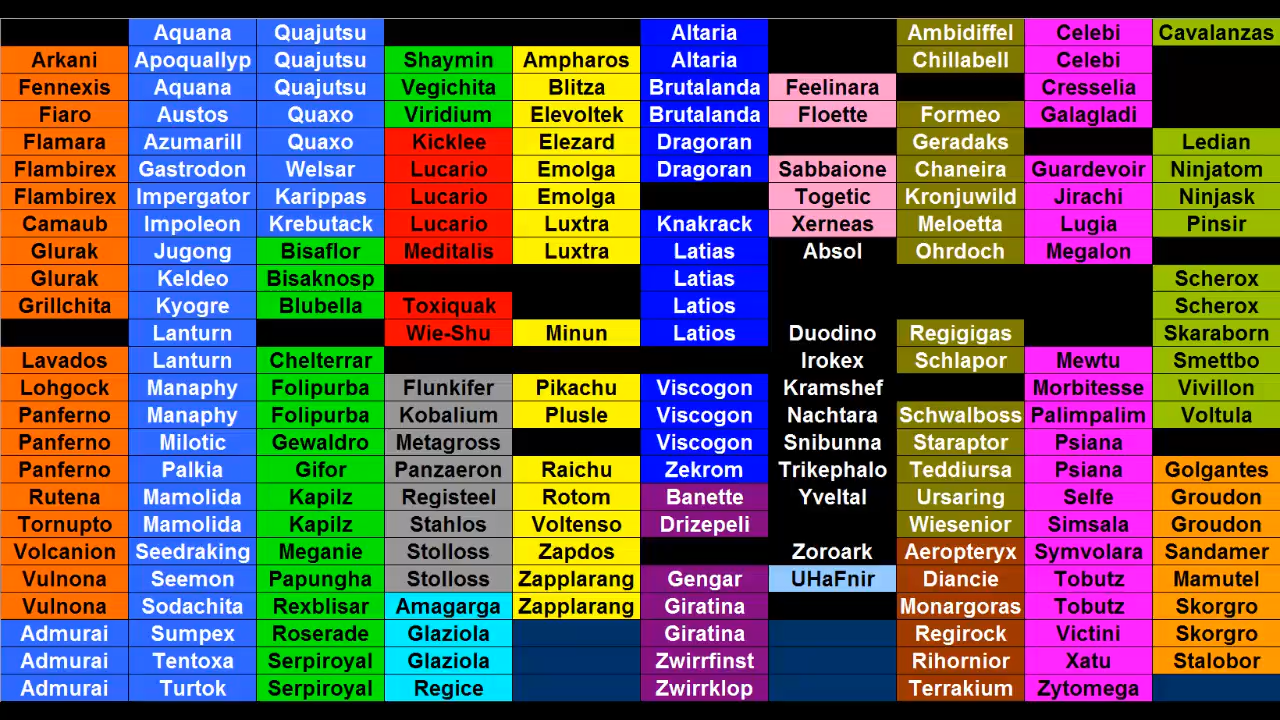 Aquana Quajutsu Altaria Ambidiffel Celebi Cavalanzas
Arkani Apoquallyp Quajutsu Shaymin Ampharos Altaria Chillabell Celebi
Fennexis Aquana Quajutsu Vegichita Blitza Brutalanda Feelinara Cresselia
Fiaro Austos Quaxo Viridium Elevoltek Brutalanda Floette Formeo Galagladi
Flamara Azumarill Quaxo Kicklee Elezard Dragoran Geradaks Ledian
Flambirex Gastrodon Welsar Lucario Emolga Dragoran Sabbaione Chaneira Guardevoir Ninjatom
Flambirex Impergator Karippas Lucario Emolga Togetic Kronjuwild Jirachi Ninjask
Camaub Impoleon Krebutack Lucario Luxtra Knakrack Xerneas Meloetta Lugia Pinsir
Glurak Jugong Bisaflor Meditalis Luxtra Latias Absol Ohrdoch Megalon
Glurak Keldeo Bisaknosp Latias Scherox
Grillchita Kyogre Blubella Toxiquak Latios Scherox
Lanturn Wie-Shu Minun Latios Duodino Regigigas Skaraborn
Lavados Lanturn Chelterrar Irokex Schlapor Mewtu Smettbo
Lohgock Manaphy Folipurba Flunkifer Pikachu Viscogon Kramshef Morbitesse Vivillon
Panferno Manaphy Folipurba Kobalium Plusle Viscogon Nachtara Schwalboss Palimpalim Voltula
Panferno Milotic Gewaldro Metagross Viscogon Snibunna Staraptor Psiana
Panferno Palkia Gifor Panzaeron Raichu Zekrom Trikephalo Teddiursa Psiana Golgantes
Rutena Mamolida Kapilz Registeel Rotom Banette Yveltal Ursaring Selfe Groudon
Tornupto Mamolida Kapilz Stahlos Voltenso Drizepeli Wiesenior Simsala Groudon
Volcanion Seedraking Meganie Stolloss Zapdos Zoroark Aeropteryx Symvolara Sandamer
Vulnona Seemon Papungha Stolloss Zapplarang Gengar UHaFnir Diancie Tobutz Mamutel
Vulnona Sodachita Rexblisar Amagarga Zapplarang Giratina Monargoras Tobutz Skorgro
Admurai Sumpex Roserade Glaziola Giratina Regirock Victini Skorgro
Admurai Tentoxa Serpiroyal Glaziola Zwirrfinst Rihornior Xatu Stalobor
Admurai Turtok Serpiroyal Regice Zwirrklop Terrakium Zytomega